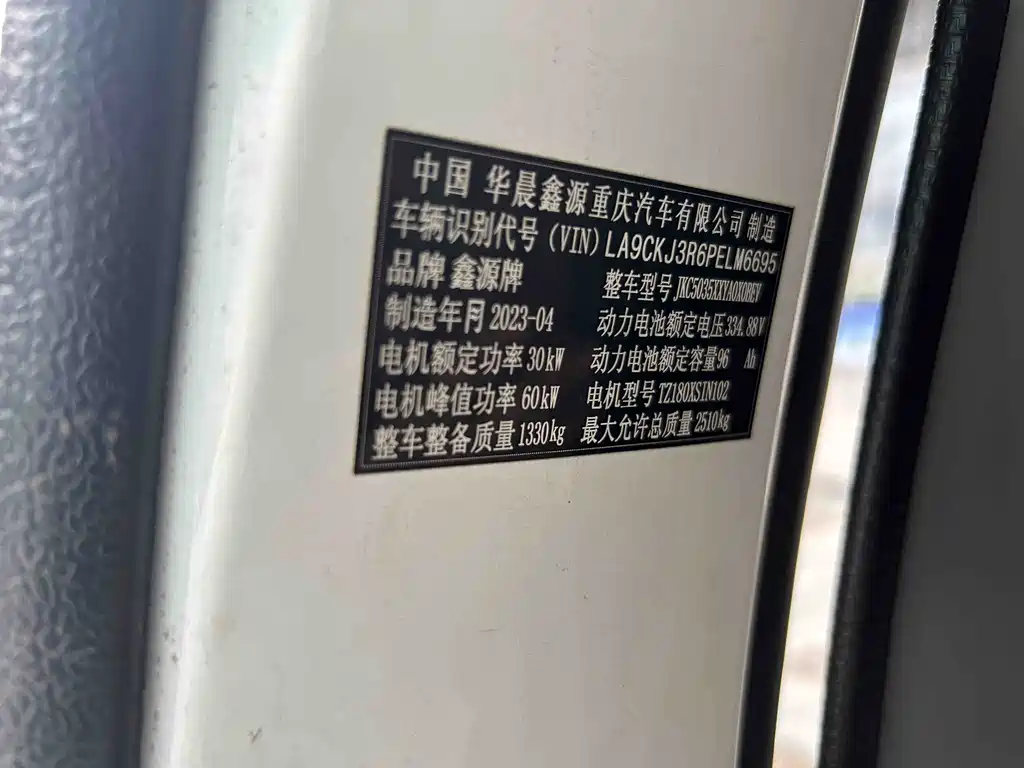 中国 华晨鑫源重庆汽车有限公司 制造
车辆识别代号 (VIN) LA9CKJ3R6PELM6695
品牌 鑫源牌 整车型号 JKC5035XXYA0X0BEV
制造年月 2023-04 动力电池额定电压 334.88V
电机额定功率 30kW 动力电池额定容量 96 Ah
电机峰值功率 60kW 电机型号 TZ180XSIN102
整车整备质量 1330kg 最大允许总质量 2510kg